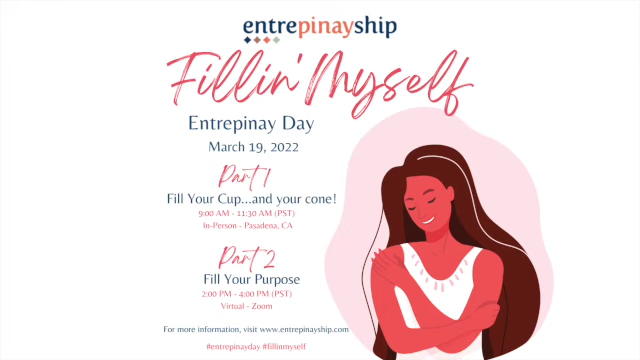 entrepinayship
Fillin' Myself
Entrepinay Day
March 19, 2022
Part 1
Fill Your Cup...and your cone!
9:00 AM - 11:30 AM (PST)
In-Person - Pasadena, CA
Part 2
Fill Your Purpose
2:00 PM - 4:00 PM (PST)
Virtual - Zoom
For more information, visit www.entrepinayship.com
#entrepinayday #fillinmyself